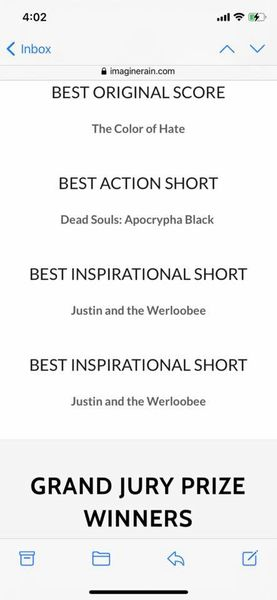 4:02
Inbox
imaginerain.com
BEST ORIGINAL SCORE
The Color of Hate
BEST ACTION SHORT
Dead Souls: Apocrypha Black
BEST INSPIRATIONAL SHORT
Justin and the Werloobee
BEST INSPIRATIONAL SHORT
Justin and the Werloobee
GRAND JURY PRIZE
WINNERS